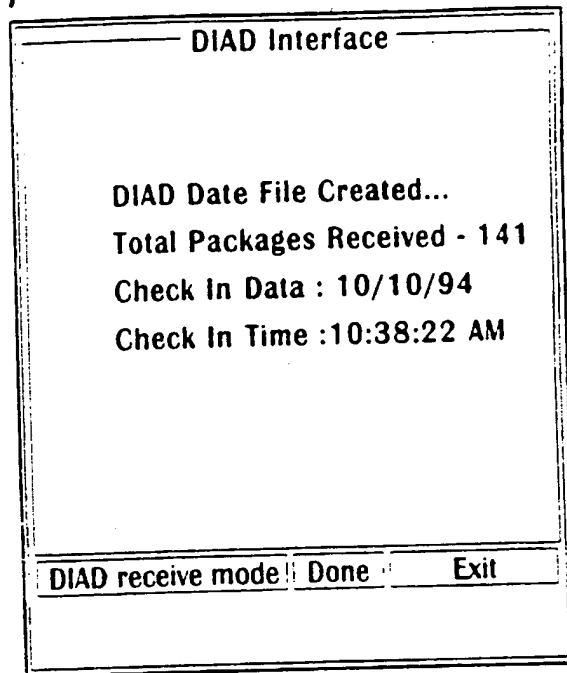 DIAD Interface
DIAD Date File Created...
Total Packages Received - 141
Check In Data : 10/10/94
Check In Time :10:38:22 AM
DIAD receive mode Done Exit